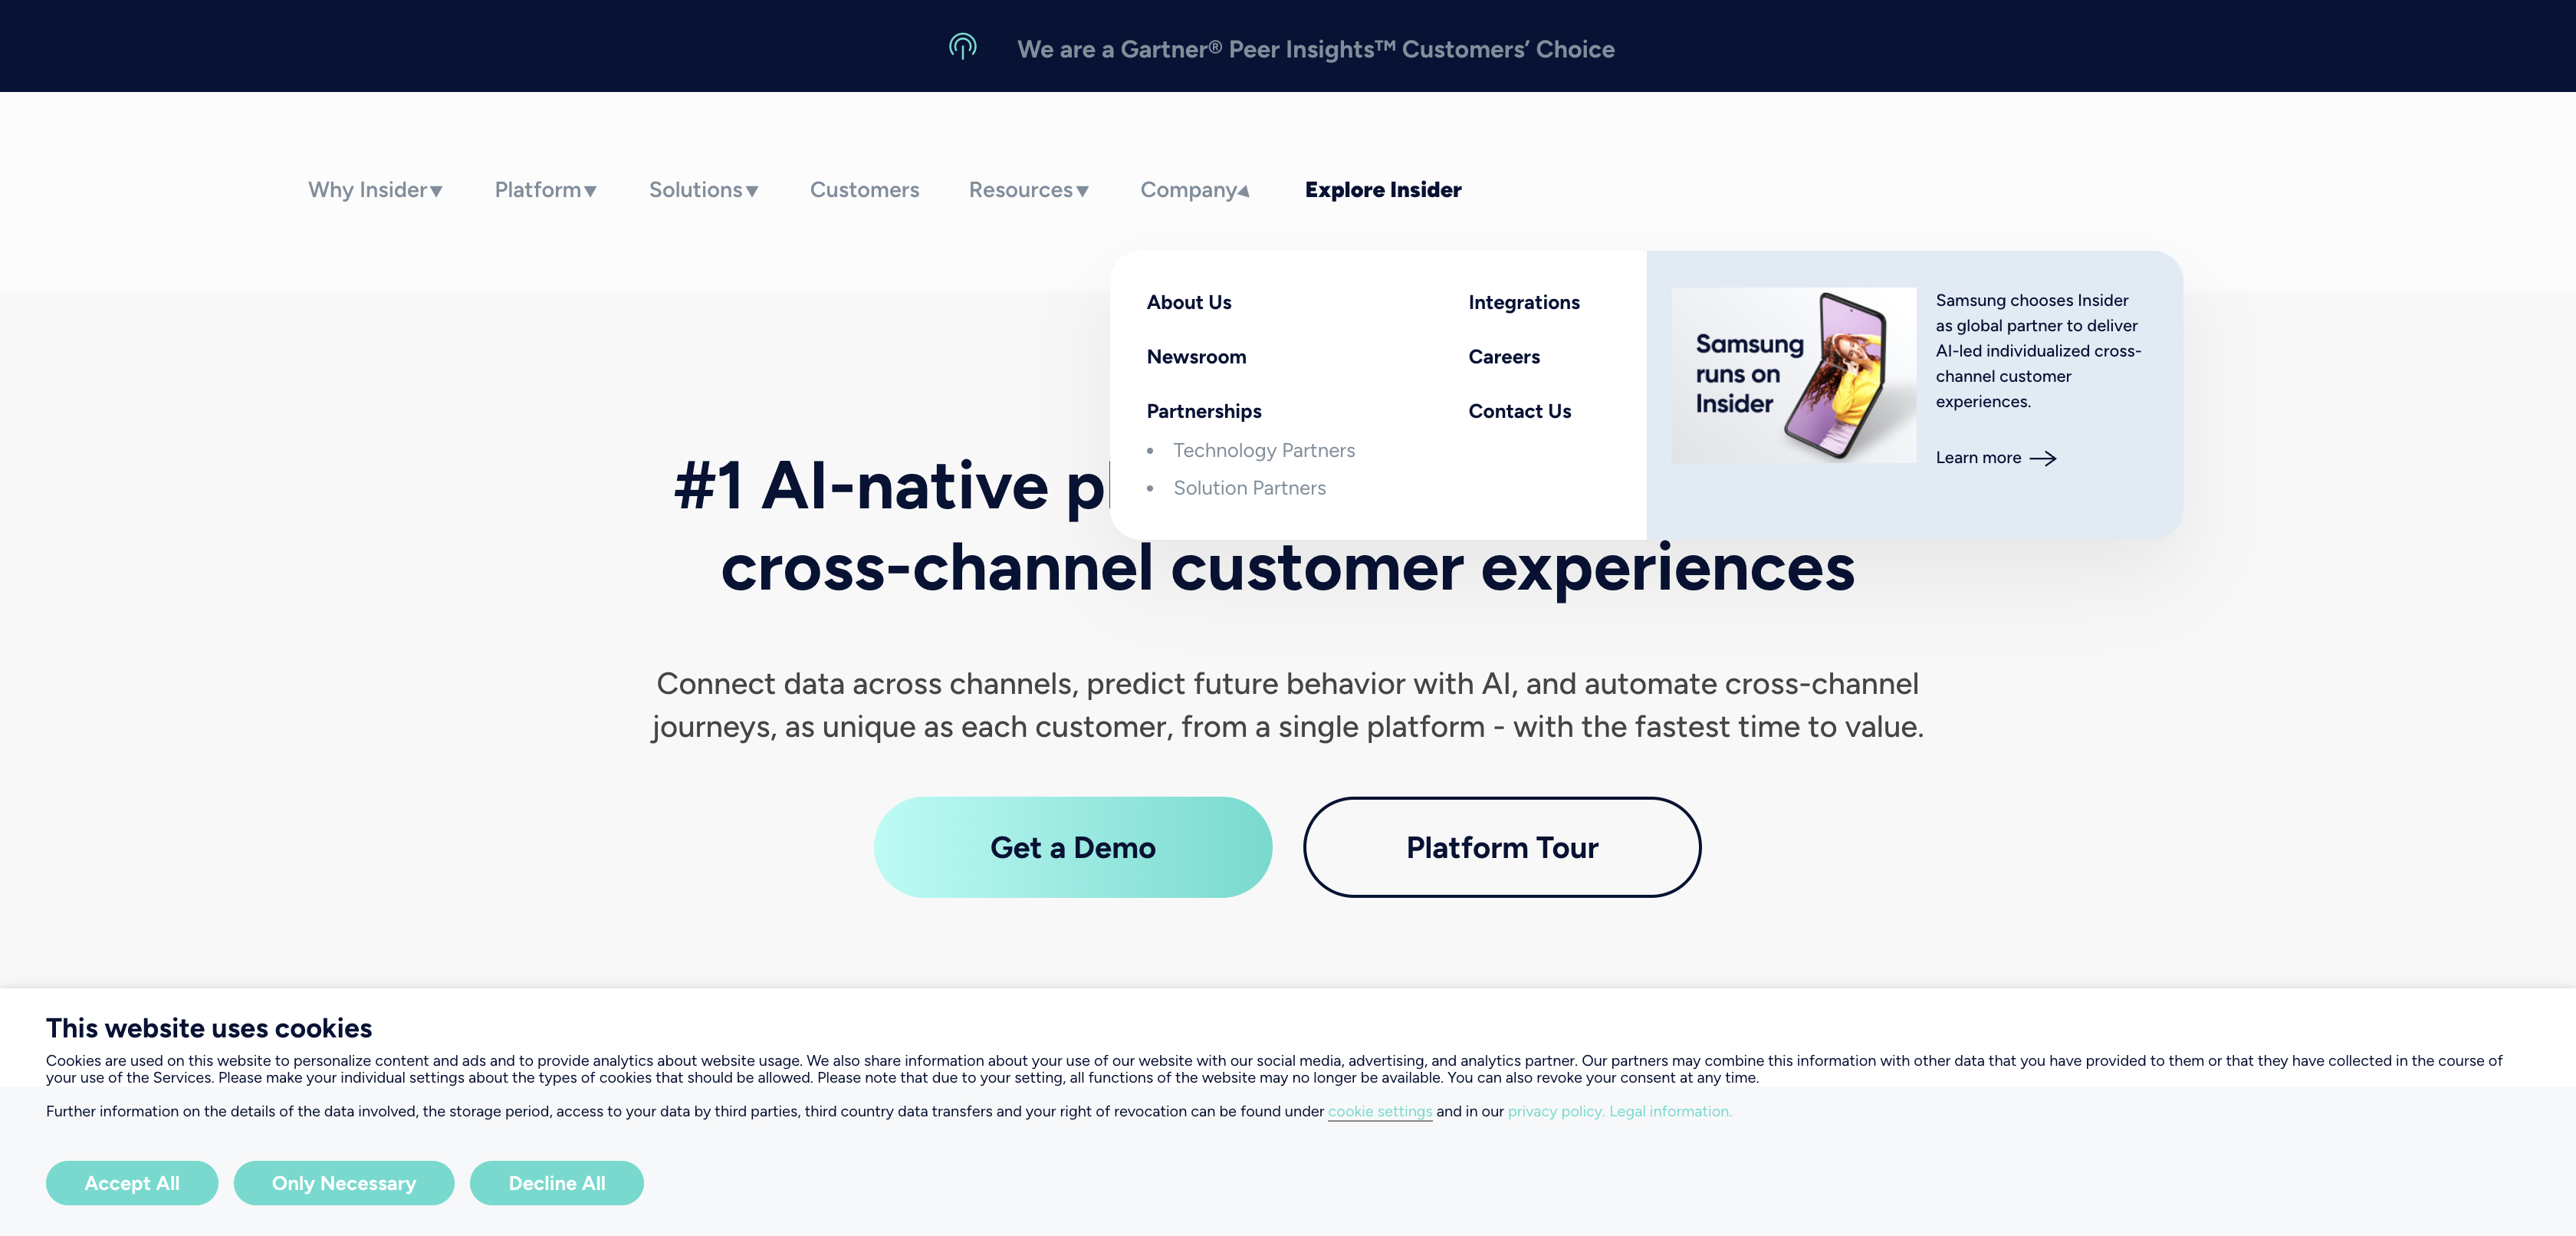 We are a Gartner® Peer Insights™ Customers’ Choice
Why Insider
Platform
Solutions
Customers
Resources
Company
Explore Insider
About Us
Newsroom
Partnerships
• Technology Partners
• Solution Partners
Integrations
Careers
Contact Us
Samsung
runs on
Insider
Samsung chooses Insider
as global partner to deliver
AI-led individualized cross-
channel customer
experiences.
Learn more
#1 AI-native
cross-channel customer experiences
Connect data across channels, predict future behavior with AI, and automate cross-channel
journeys, as unique as each customer, from a single platform - with the fastest time to value.
Get a Demo
Platform Tour
This website uses cookies
Cookies are used on this website to personalize content and ads and to provide analytics about website usage. We also share information about your use of our website with our social media, advertising, and analytics partner. Our partners may combine this information with other data that you have provided to them or that they have collected in the course of
your use of the Services. Please make your individual settings about the types of cookies that should be allowed. Please note that due to your setting, all functions of the website may no longer be available. You can also revoke your consent at any time.
Further information on the details of the data involved, the storage period, access to your data by third parties, third country data transfers and your right of revocation can be found under cookie settings and in our privacy policy. Legal information.
Accept All
Only Necessary
Decline All